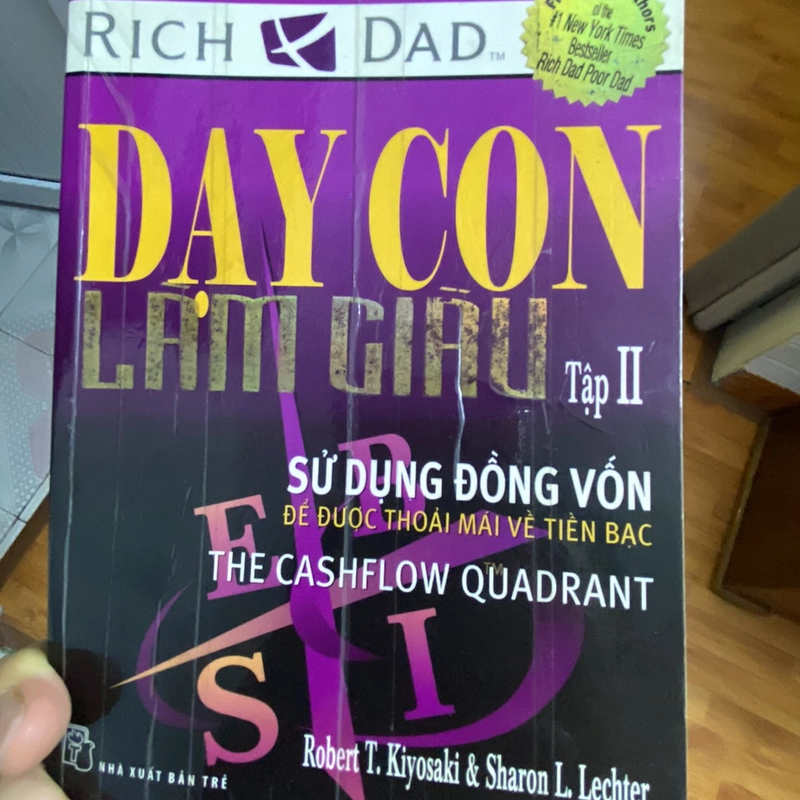 RICH DAD™
of the
#1 New York Times
Bestseller
Rich Dad Poor Dad
DẠY CON
LÀM GIÀU
Tập II
SỬ DỤNG ĐỒNG VỐN
ĐỂ ĐƯỢC THOẢI MÁI VỀ TIỀN BẠC
THE CASHFLOW QUADRANT™
E B
S I
Robert T. Kiyosaki & Sharon L. Lechter
NHÀ XUẤT BẢN TRẺ